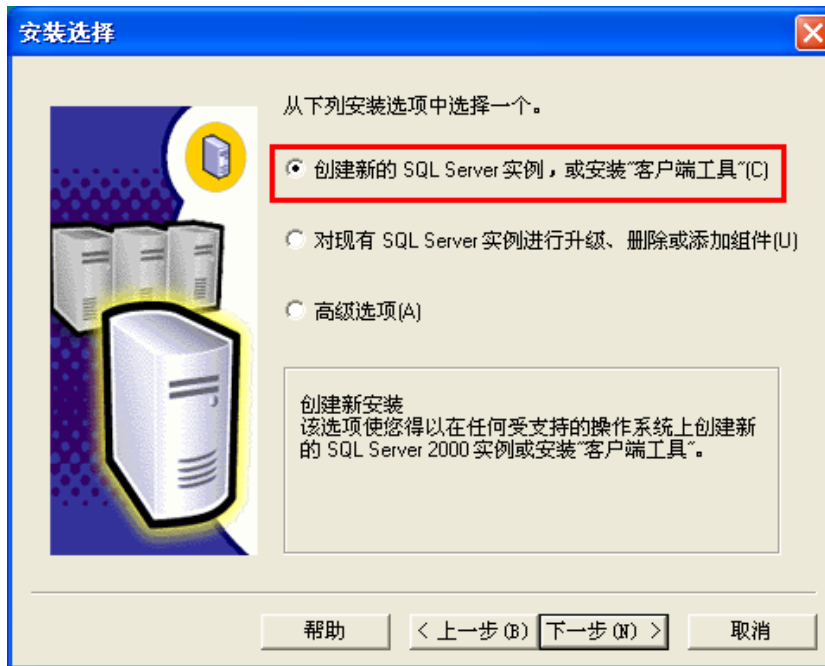 安装选择
从下列安装选项中选择一个。
创建新的 SQL Server 实例，或安装"客户端工具"(C)
对现有 SQL Server 实例进行升级、删除或添加组件(U)
高级选项(A)
创建新安装
该选项使您得以在任何受支持的操作系统上创建新
的 SQL Server 2000 实例或安装"客户端工具"。
帮助
< 上一步(B)
下一步(N) >
取消